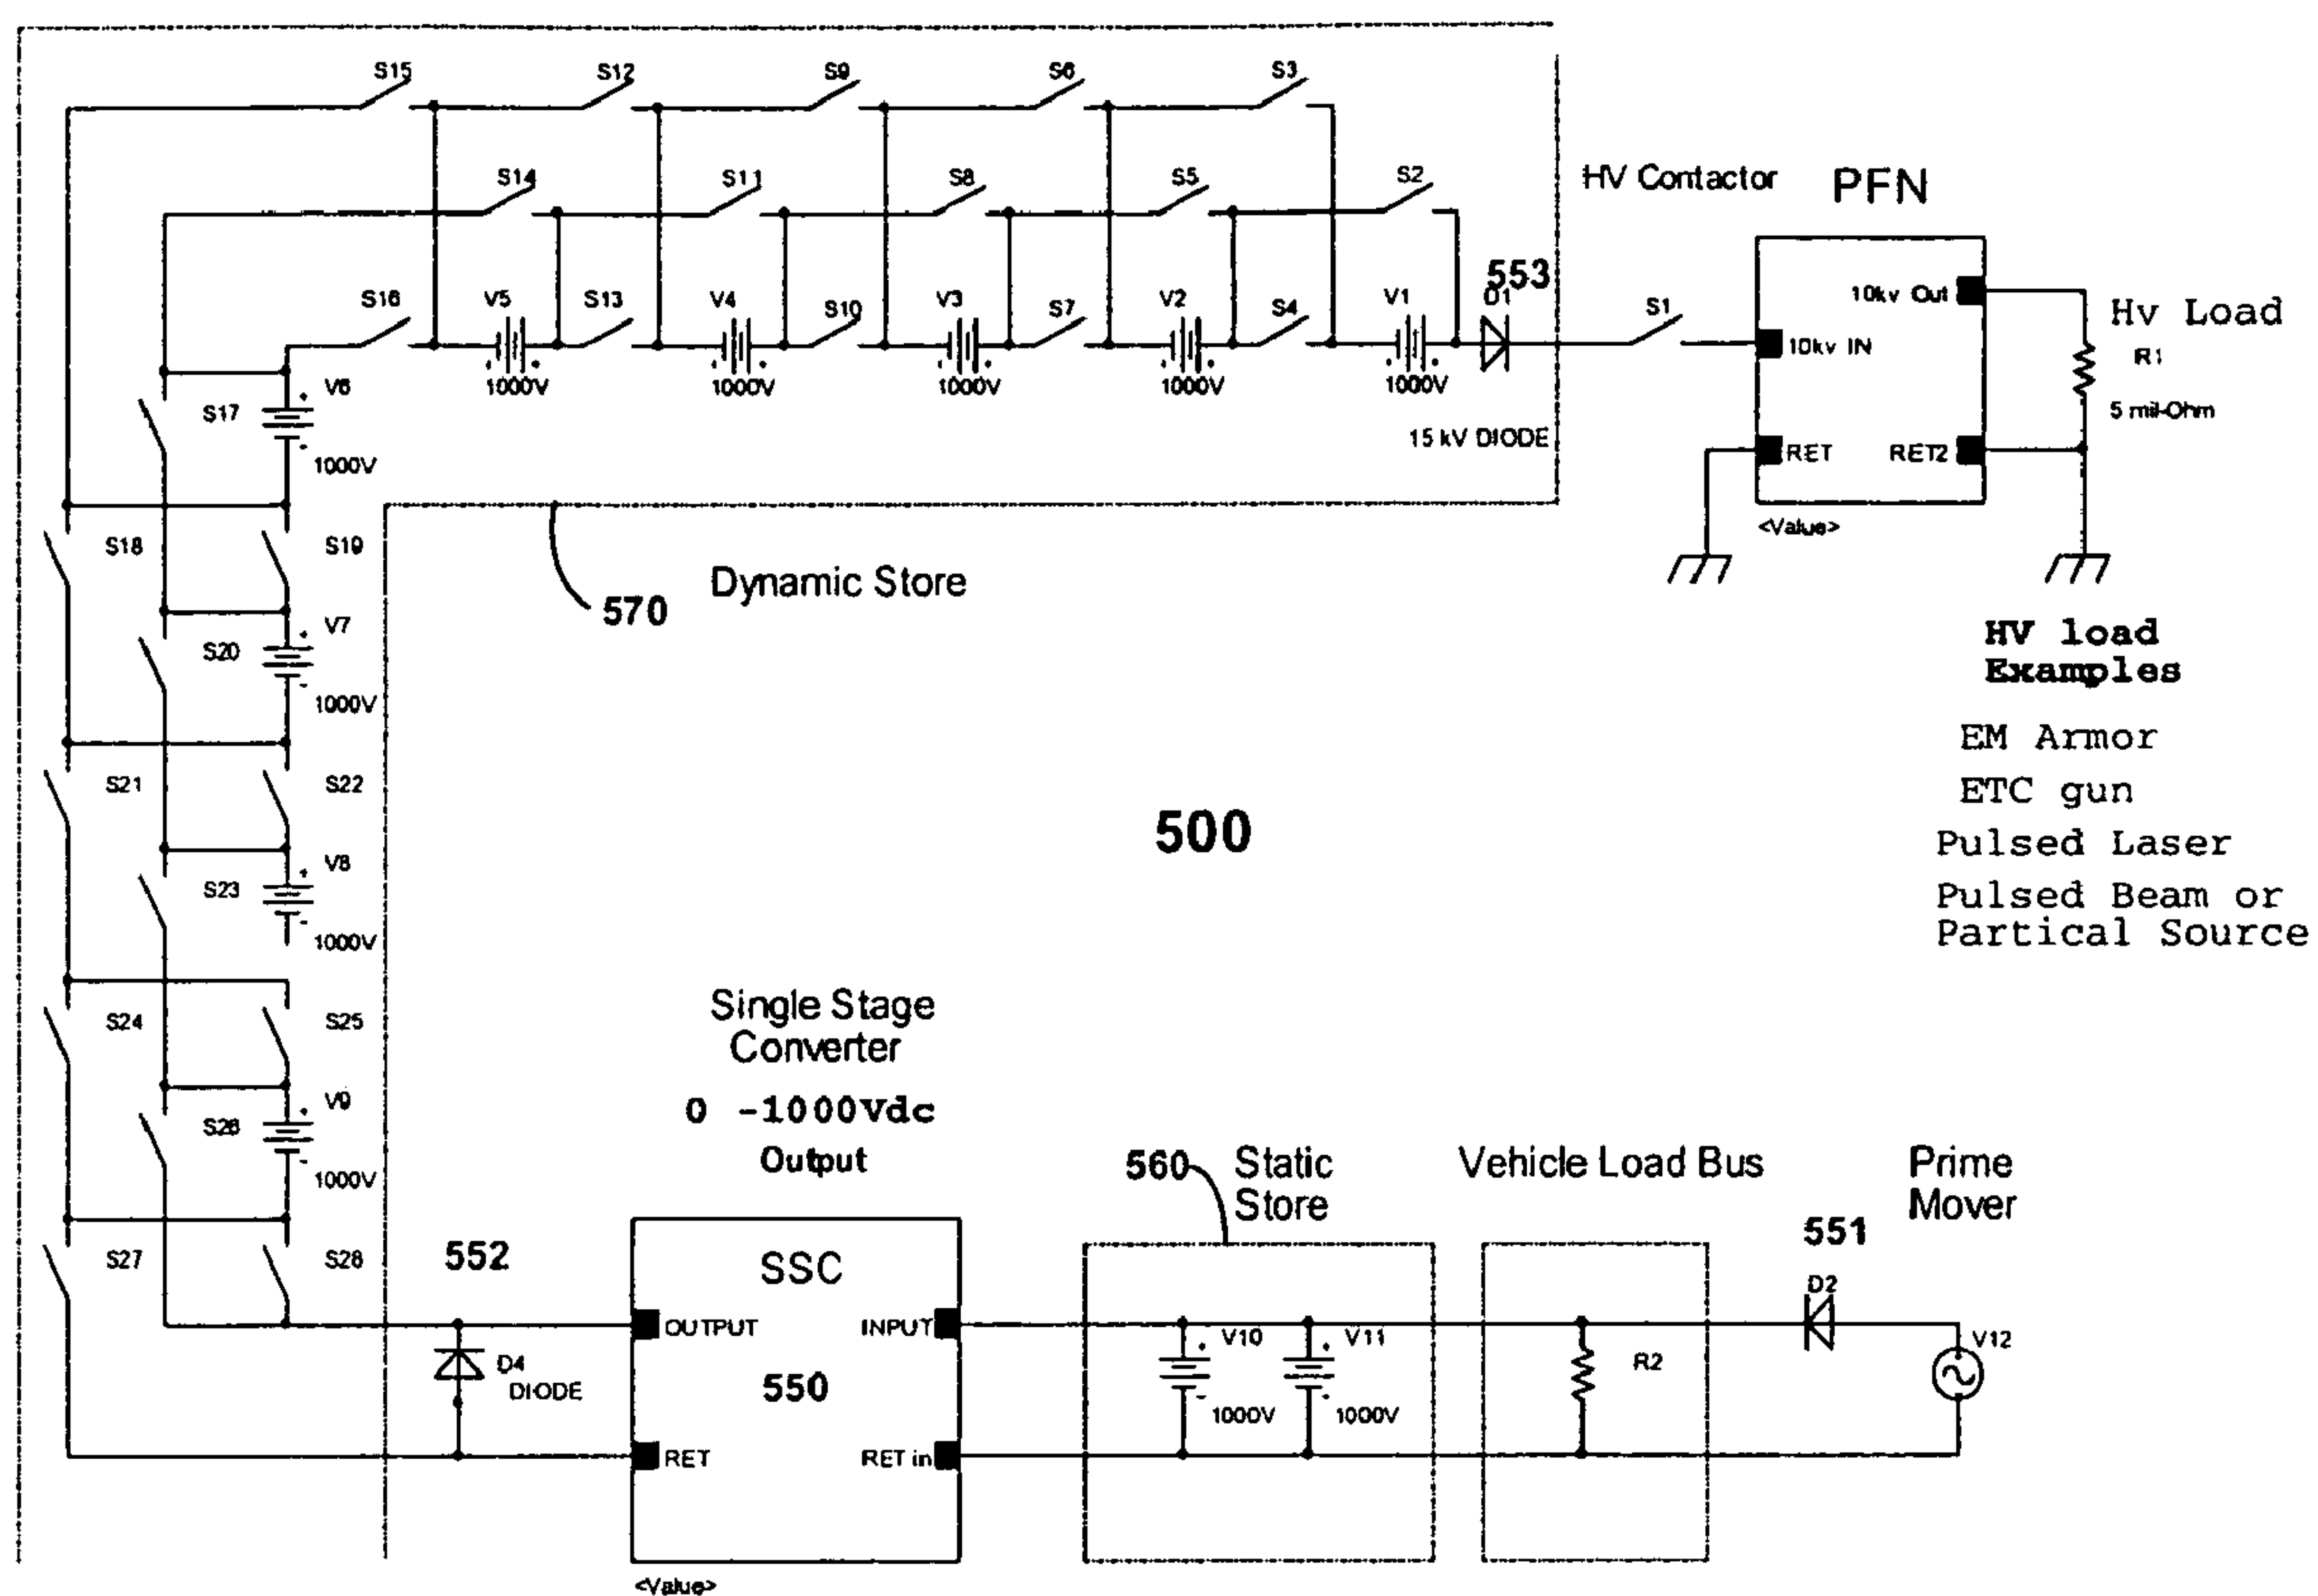 S15
S12
S9
S6
S3
S14
S11
S8
S5
S2
HV Contactor
PFN
S16
V5
S13
V4
S10
V3
S7
V2
S4
V1
553
D1
S1
10kv Out
10kv IN
Hv Load
R1
5 mil-Ohm
1000V
1000V
1000V
1000V
1000V
15 kV DIODE
RET
RET2
<Value>
V6
+
S17
-
1000V
S18
S19
570
Dynamic Store
V7
+
S20
-
1000V
HV load
Examples
EM Armor
ETC gun
Pulsed Laser
Pulsed Beam or
Partical Source
S21
S22
500
V8
+
S23
-
1000V
S24
S25
Single Stage
Converter
0 -1000Vdc
Output
V9
+
S26
-
1000V
S27
S28
552
D4
DIODE
SSC
OUTPUT
INPUT
550
RET
RET in
<Value>
560
Static
Store
V10
+
-
1000V
V11
+
-
1000V
Vehicle Load Bus
R2
Prime
Mover
551
D2
V12